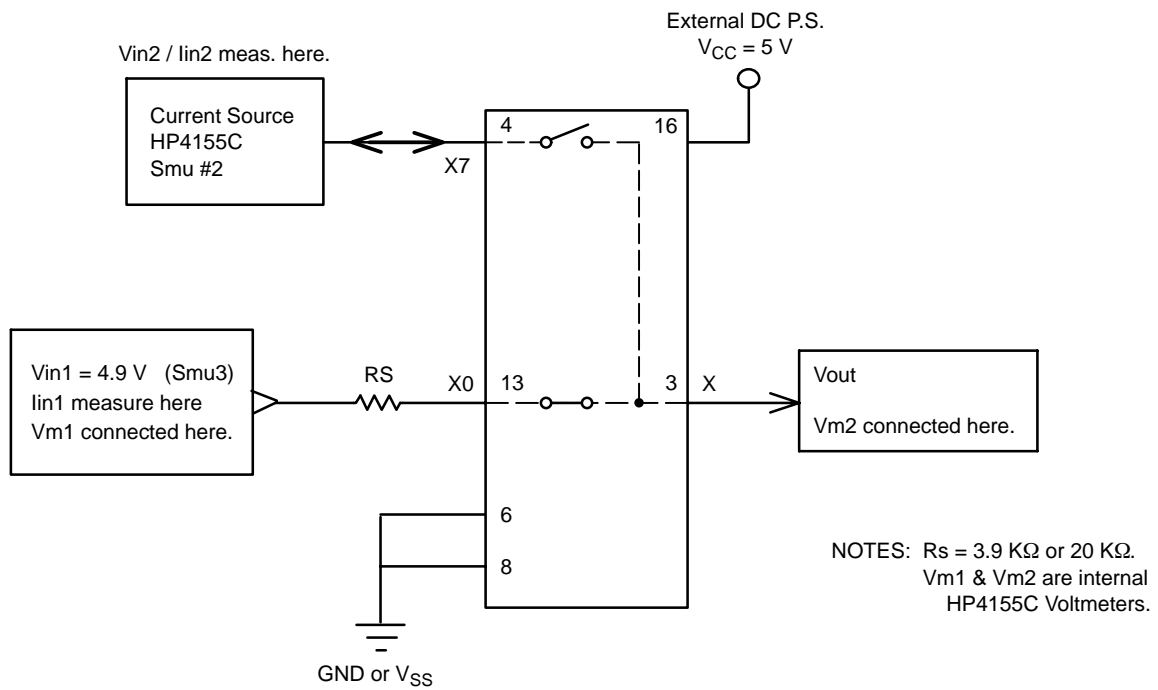 External DC P.S.
VCC = 5 V
Vin2 / Iin2 meas. here.
Current Source
HP4155C
Smu #2
4
16
X7
Vin1 = 4.9 V (Smu3)
Iin1 measure here
Vm1 connected here.
RS
X0
13
3
X
Vout
Vm2 connected here.
6
8
GND or VSS
NOTES: Rs = 3.9 KΩ or 20 KΩ.
Vm1 & Vm2 are internal
HP4155C Voltmeters.